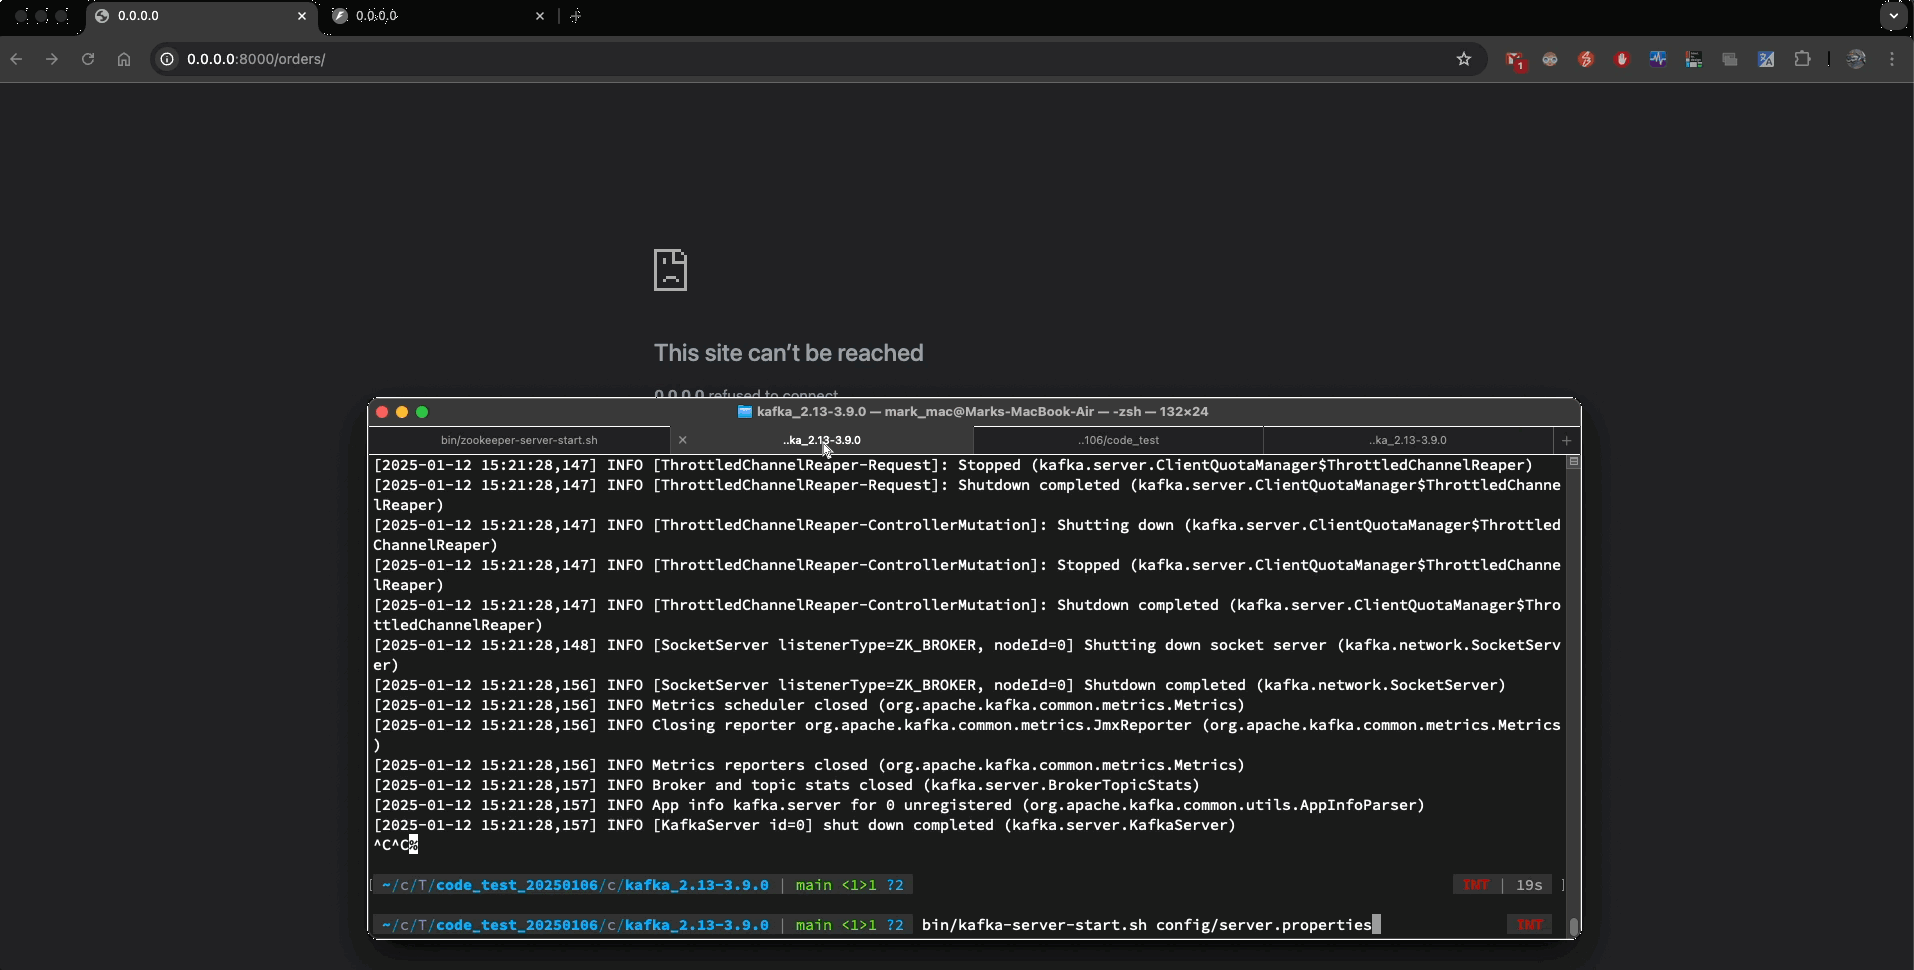 0.0.0.0
0.0.0.0
0.0.0.0:8000/orders/
1
This site can't be reached
0.0.0.0 refused to connect
kafka_2.13-3.9.0 — mark_mac@Marks-MacBook-Air — -zsh — 132×24
bin/zookeeper-server-start.sh
..ka_2.13-3.9.0
..106/code_test
..ka_2.13-3.9.0
[2025-01-12 15:21:28,147] INFO [ThrottledChannelReaper-Request]: Stopped (kafka.server.ClientQuotaManager$ThrottledChannelReaper)
[2025-01-12 15:21:28,147] INFO [ThrottledChannelReaper-Request]: Shutdown completed (kafka.server.ClientQuotaManager$ThrottledChanne
lReaper)
[2025-01-12 15:21:28,147] INFO [ThrottledChannelReaper-ControllerMutation]: Shutting down (kafka.server.ClientQuotaManager$Throttled
ChannelReaper)
[2025-01-12 15:21:28,147] INFO [ThrottledChannelReaper-ControllerMutation]: Stopped (kafka.server.ClientQuotaManager$ThrottledChanne
lReaper)
[2025-01-12 15:21:28,147] INFO [ThrottledChannelReaper-ControllerMutation]: Shutdown completed (kafka.server.ClientQuotaManager$Thro
ttledChannelReaper)
[2025-01-12 15:21:28,148] INFO [SocketServer listenerType=ZK_BROKER, nodeId=0] Shutting down socket server (kafka.network.SocketServ
er)
[2025-01-12 15:21:28,156] INFO [SocketServer listenerType=ZK_BROKER, nodeId=0] Shutdown completed (kafka.network.SocketServer)
[2025-01-12 15:21:28,156] INFO Metrics scheduler closed (org.apache.kafka.common.metrics.Metrics)
[2025-01-12 15:21:28,156] INFO Closing reporter org.apache.kafka.common.metrics.JmxReporter (org.apache.kafka.common.metrics.Metrics
)
[2025-01-12 15:21:28,156] INFO Metrics reporters closed (org.apache.kafka.common.metrics.Metrics)
[2025-01-12 15:21:28,157] INFO Broker and topic stats closed (kafka.server.BrokerTopicStats)
[2025-01-12 15:21:28,157] INFO App info kafka.server for 0 unregistered (org.apache.kafka.common.utils.AppInfoParser)
[2025-01-12 15:21:28,157] INFO [KafkaServer id=0] shut down completed (kafka.server.KafkaServer)
^C^C%
[ ~/c/T/code_test_20250106/c/kafka_2.13-3.9.0 | main <1>1 ?2 INT | 19s ]
~/c/T/code_test_20250106/c/kafka_2.13-3.9.0 | main <1>1 ?2 bin/kafka-server-start.sh config/server.properties INT